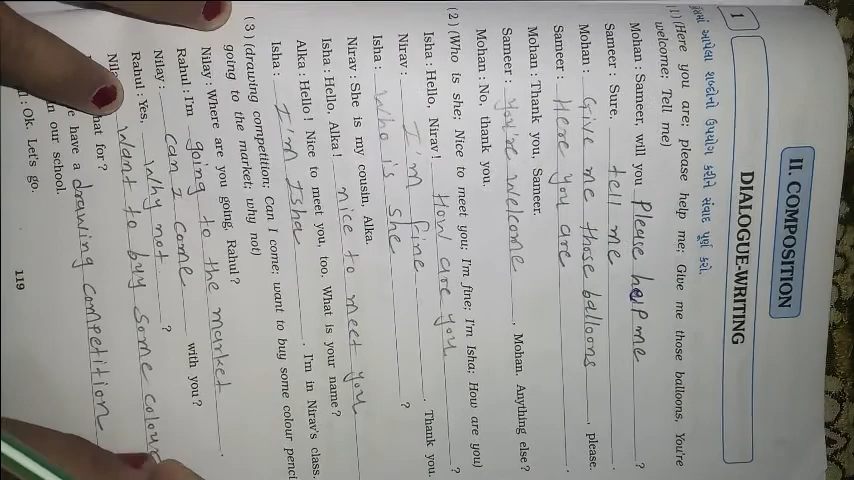 1
II. COMPOSITION
DIALOGUE-WRITING
આપેલા શબ્દોનો ઉપયોગ કરીને સંવાદ પૂર્ણ કરો.
(1) (Here you are; please help me; Give me those balloons, You're
welcome; Tell me)
Mohan : Sameer, will you please help me ?
Sameer : Sure, tell me .
Mohan : Give me those balloons , please.
Sameer : Here you are .
Mohan : Thank you, Sameer.
Sameer : You're welcome , Mohan. Anything else?
Mohan : No, thank you.
(2) (Who is she; Nice to meet you; I'm fine; I'm Isha; How are you)
Isha : Hello, Nirav! How are you ?
Nirav : I'm fine . Thank you.
Isha : Who is she ?
Nirav : She is my cousin, Alka.
Isha : Hello, Alka! nice to meet you
Alka : Hello! Nice to meet you, too. What is your name?
Isha : I'm Isha . I'm in Nirav's class.
(3) (drawing competition; Can I come; want to buy some colour penci
going to the market; why not)
Nilay : Where are you going, Rahul?
Rahul : I'm going to the market .
Nilay : can I come with you?
Rahul : Yes, why not ?
want to buy some colour
hat for?
have a drawing competition
n our school.
: Ok. Let's go.
119